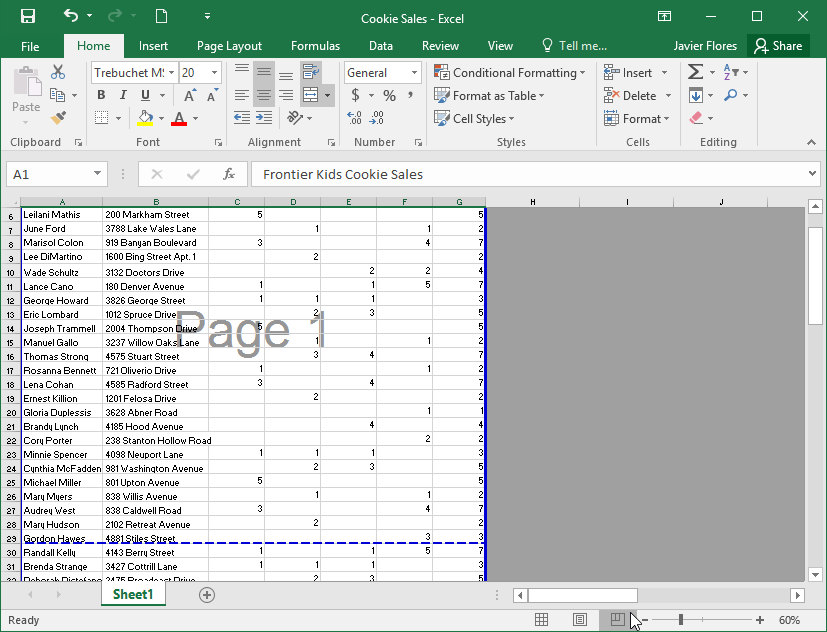 Cookie Sales - Excel
File Home Insert Page Layout Formulas Data Review View Tell me... Javier Flores Share
Paste Trebuchet M 20 General Conditional Formatting Insert
B I U A A $ % , Format as Table Delete
A A .0 .00 Cell Styles Format
Clipboard Font Alignment Number Styles Cells Editing
A1 fx Frontier Kids Cookie Sales
A B C D E F G H I J
6 Leilani Mathis 200 Markham Street 5 5
7 June Ford 3788 Lake Wales Lane 1 1 2
8 Marisol Colon 919 Banyan Boulevard 3 4 7
9 Lee DiMartino 1600 Bing Street Apt. 1 2 2
10 Wade Schultz 3132 Doctors Drive 2 2 4
11 Lance Cano 180 Denver Avenue 1 1 5 7
12 George Howard 3826 George Street 1 1 1 3
13 Eric Lombard 1012 Spruce Drive 2 3 5
14 Joseph Trammell 2004 Thompson Drive 5 5
Page 1
15 Manuel Gallo 3237 Willow Oaks Lane 1 1 2
16 Thomas Strong 4575 Stuart Street 3 4 7
17 Rosanna Bennett 721 Oliverio Drive 1 1 2
18 Lena Cohan 4585 Radford Street 3 4 7
19 Ernest Killion 1201 Felosa Drive 2 2
20 Gloria Duplessis 3628 Abner Road 1 1
21 Brandy Lynch 4185 Hood Avenue 4 4
22 Cory Porter 238 Stanton Hollow Road 2 2
23 Minnie Spencer 4098 Neuport Lane 1 1 1 3
24 Cynthia McFadden 981 Washington Avenue 2 3 5
25 Michael Miller 801 Upton Avenue 5 5
26 Mary Myers 838 Willis Avenue 1 1 2
27 Audrey West 838 Caldwell Road 3 4 7
28 Mary Hudson 2102 Retreat Avenue 2 2
29 Gordon Hawes 4881 Stiles Street 3 3
30 Randall Kelly 4143 Berry Street 1 1 5 7
31 Brenda Strange 3427 Cottrill Lane 1 1 1 3
2 3 5
Sheet1
Ready 60%